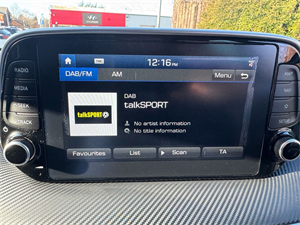 12:16 PM
DAB/FM AM Menu
RADIO
MEDIA
SEEK
TRACK
DAB
talkSPORT
talkSPORT
No artist information
No title information
Favourites List Scan TA